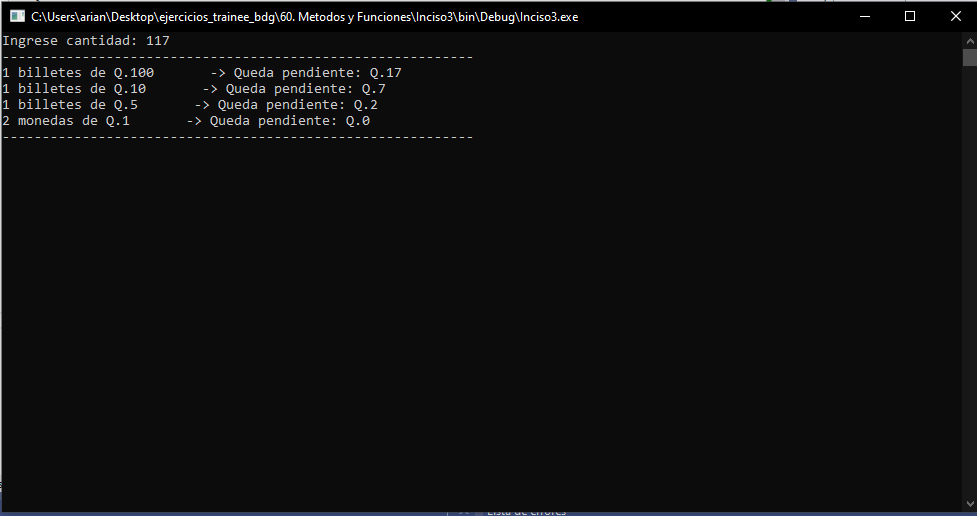 C:\Users\arian\Desktop\ejercicios_trainee_bdg\60. Metodos y Funciones\Inciso3\bin\Debug\Inciso3.exe
Ingrese cantidad: 117
-----------------------------------------------------------
1 billetes de Q.100       -> Queda pendiente: Q.17
1 billetes de Q.10       -> Queda pendiente: Q.7
1 billetes de Q.5       -> Queda pendiente: Q.2
2 monedas de Q.1       -> Queda pendiente: Q.0
-----------------------------------------------------------
Lista de errores